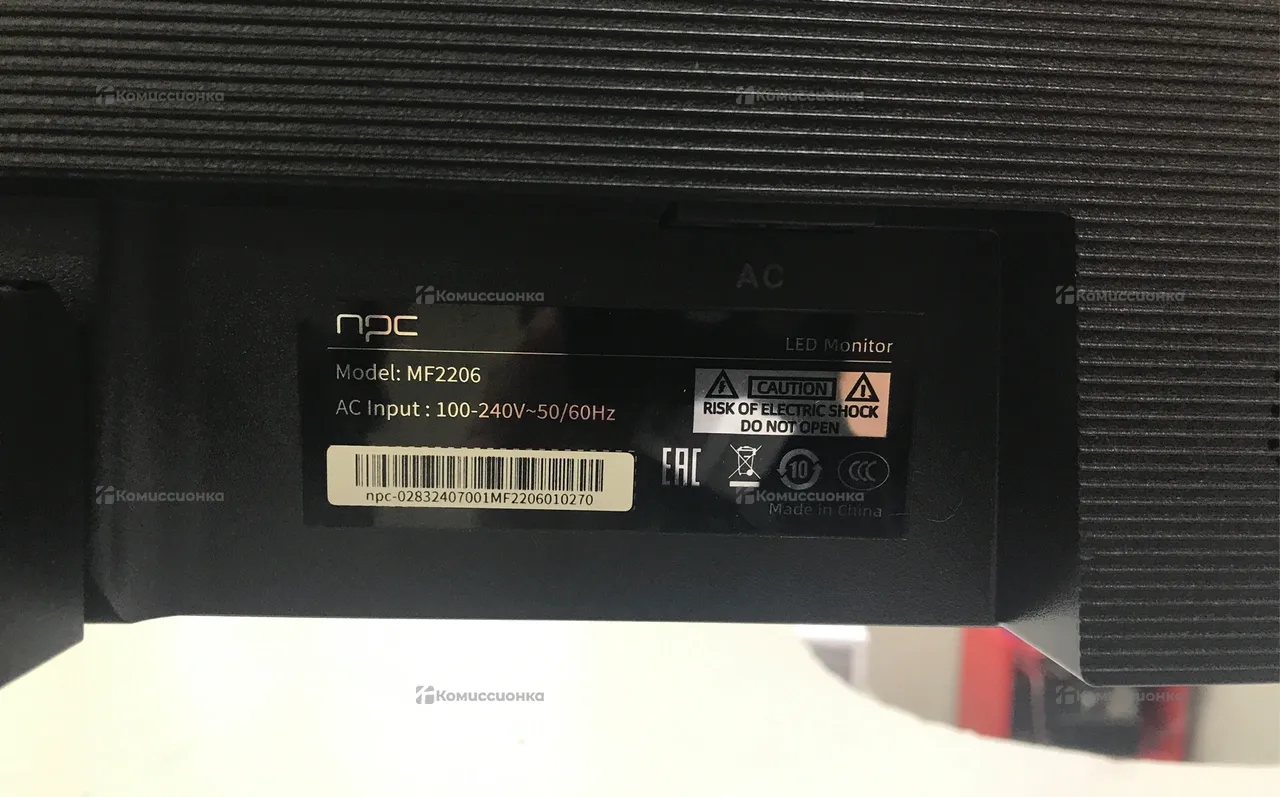 Комиссионка
Комиссионка
AC
Комиссионка
Комиссионка
npc
LED Monitor
Model: MF2206
AC Input : 100-240V~50/60Hz
CAUTION
RISK OF ELECTRIC SHOCK
DO NOT OPEN
EAC
10
CCC
npc-02832407001MF2206010270
Комиссионка
Комиссионка
Made in China
Комиссионка
Комиссионка